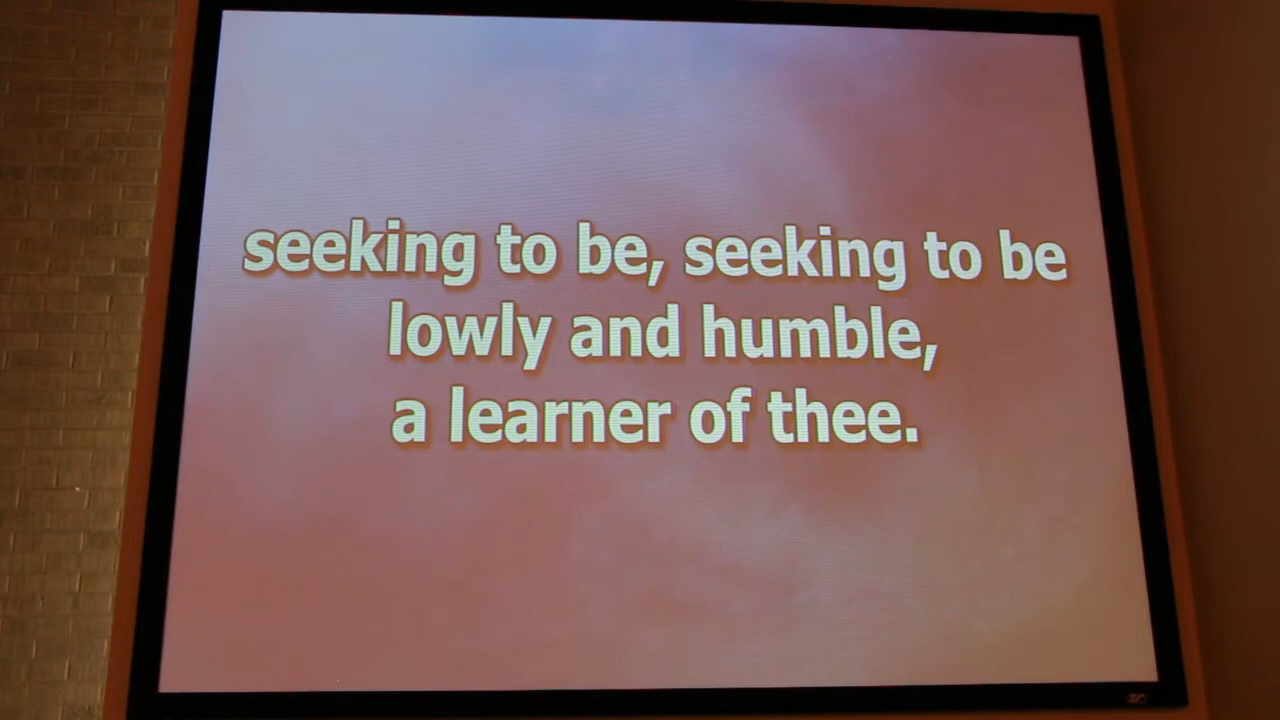 seeking to be, seeking to be
lowly and humble,
a learner of thee.